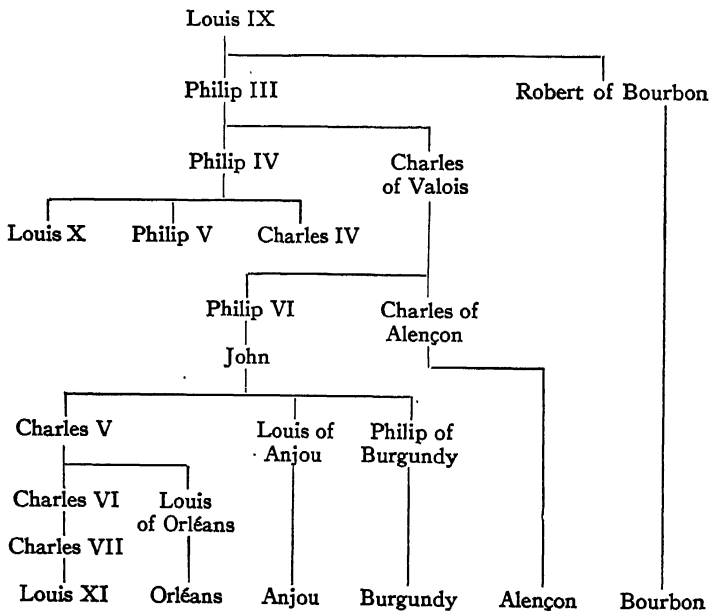 Louis IX
Philip III
Robert of Bourbon
Philip IV
Charles
of Valois
Louis X
Philip V
Charles IV
Philip VI
Charles of
Alençon
John
Charles V
Louis of
Anjou
Philip of
Burgundy
Charles VI
Louis
of Orléans
Charles VII
Louis XI
Orléans
Anjou
Burgundy
Alençon
Bourbon